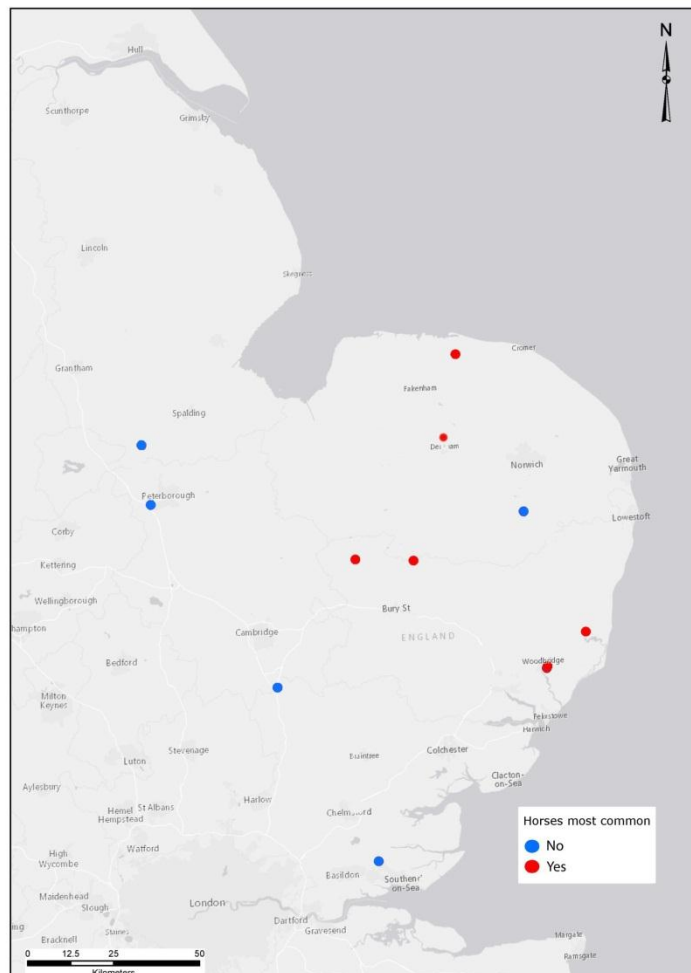 N
Hull
Scunthorpe
Grimsby
Lincoln
Skegness
Grantham
Cromer
Fakenham
Spalding
Norwich
Great
Yarmouth
Peterborough
Lowestoft
Corby
Kettering
Wellingborough
Bury St
Cambridge
ENGLAND
Bedford
Woodbridge
Milton
Keynes
Felixstowe
Harwich
Stevenage
Colchester
Braintree
Luton
Clacton-
on-Sea
Aylesbury
Harlow
Hemel
Hempstead
St Albans
Chelmsford
Watford
High
Wycombe
Basildon
Southen'
on-Sea
Maidenhead
Slough
London
Staines
Dartford
Gravesend
Bracknell
Margate
Ramsgate
Horses most common
No
Yes
0 12.5 25 50
Kilometers